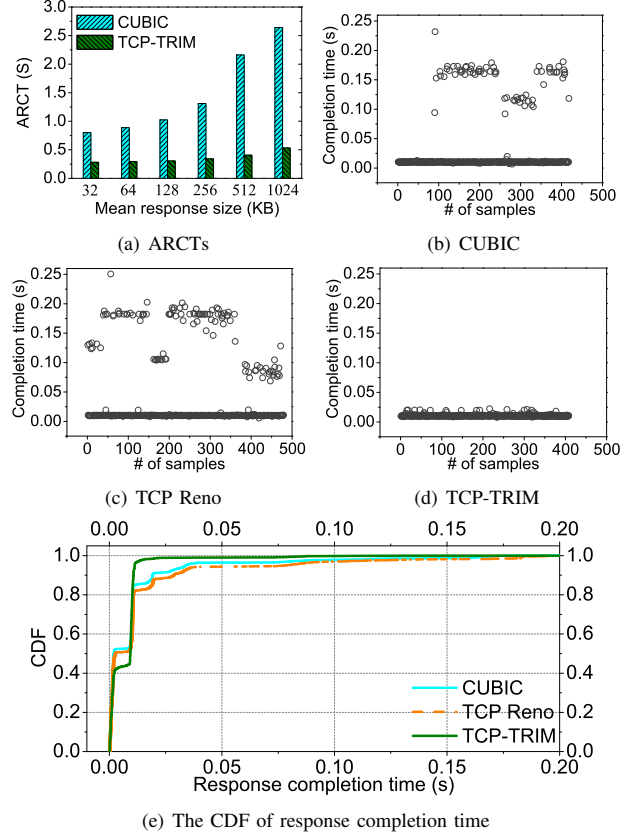 3.0
2.5
2.0
1.5
1.0
0.5
0.0
ARCT (S)
CUBIC
TCP-TRIM
32 64 128 256 512 1024
Mean response size (KB)
(a) ARCTs
0.25
0.20
0.15
0.10
0.05
0.00
Completion time (s)
0 100 200 300 400 500
# of samples
(b) CUBIC
0.25
0.20
0.15
0.10
0.05
0.00
Completion time (s)
0 100 200 300 400 500
# of samples
(c) TCP Reno
0.25
0.20
0.15
0.10
0.05
0.00
Completion time (s)
0 100 200 300 400 500
# of samples
(d) TCP-TRIM
0.00 0.05 0.10 0.15 0.20
1.0 1.0
0.8 0.8
0.6 0.6
0.4 0.4
0.2 0.2
0.0 0.0
CDF
CUBIC
TCP Reno
TCP-TRIM
0.00 0.05 0.10 0.15 0.20
Response completion time (s)
(e) The CDF of response completion time